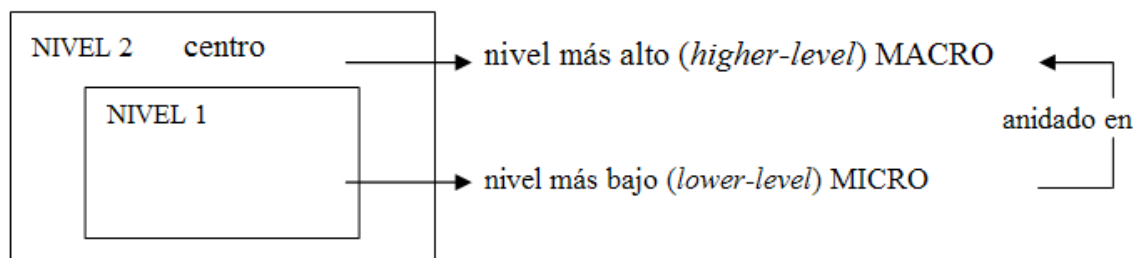 NIVEL 2 centro
nivel más alto (higher-level) MACRO
NIVEL 1
anidado en
nivel más bajo (lower-level) MICRO